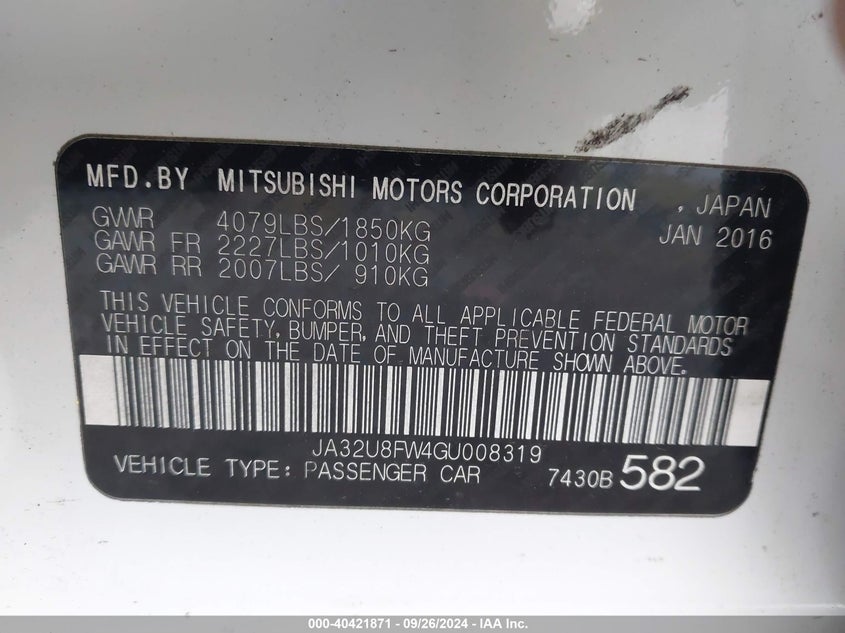 MFD.BY MITSUBISHI MOTORS CORPORATION , JAPAN
GVWR 4079LBS/1850KG JAN 2016
GAWR FR 2227LBS/1010KG
GAWR RR 2007LBS/ 910KG
THIS VEHICLE CONFORMS TO ALL APPLICABLE FEDERAL MOTOR
VEHICLE SAFETY, BUMPER, AND THEFT PREVENTION STANDARDS
IN EFFECT ON THE DATE OF MANUFACTURE SHOWN ABOVE.
JA32U8FW4GU008319
VEHICLE TYPE: PASSENGER CAR 7430B 582
000-40421871 - 09/26/2024 - IAA Inc.